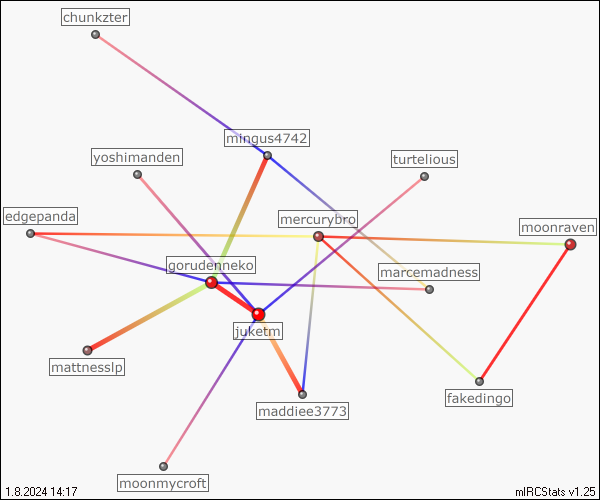 chunkzter
mingus4742
yoshimanden
turtelious
edgepanda
mercurybro
moonraven
gorudenneko
marcemadness
juketm
mattnesslp
fakedingo
maddiee3773
moonmycroft
1.8.2024 14:17
mIRCStats v1.25